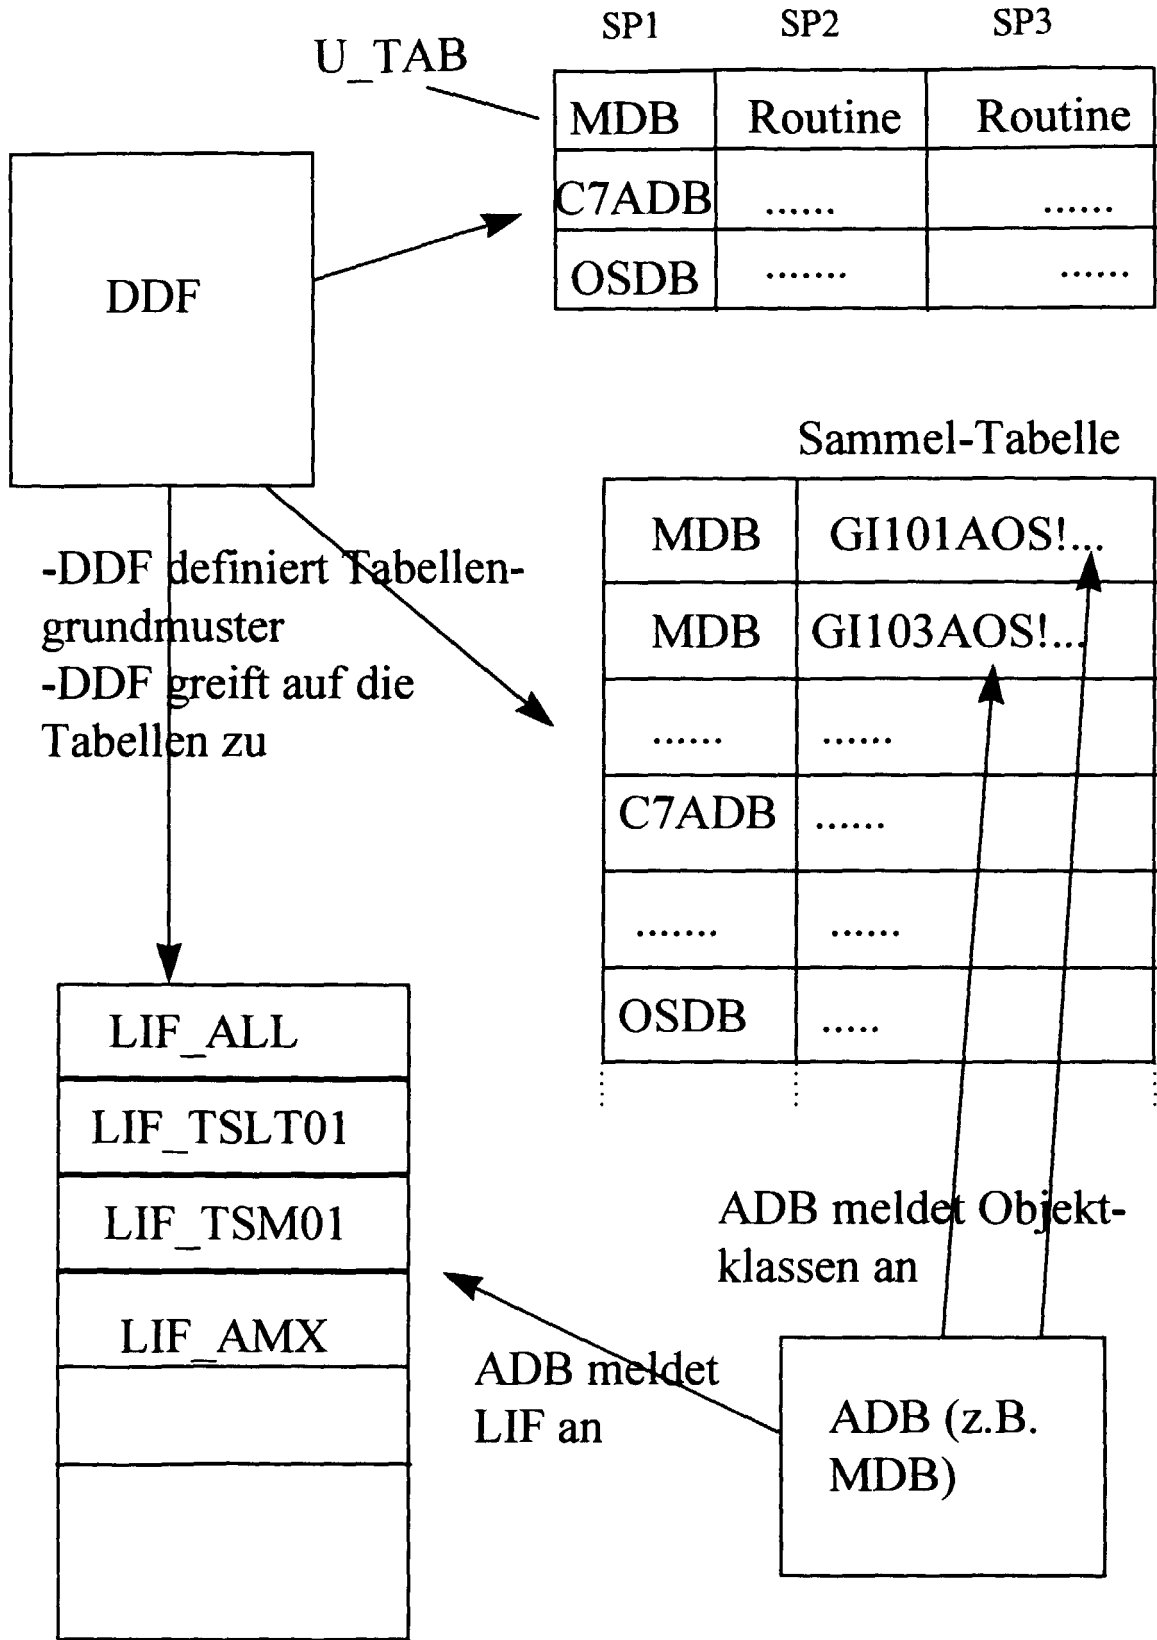 SP1 SP2 SP3
U_TAB
MDB Routine Routine
C7ADB ...... ......
OSDB ....... ......
DDF
Sammel-Tabelle
MDB GI101AOS!...
MDB GI103AOS!...
...... ......
C7ADB ......
....... ......
OSDB .....
-DDF definiert Tabellen-
grundmuster
-DDF greift auf die
Tabellen zu
LIF_ALL
LIF_TSLT01
LIF_TSM01
LIF_AMX
ADB meldet Objekt-
klassen an
ADB meldet
LIF an
ADB (z.B.
MDB)